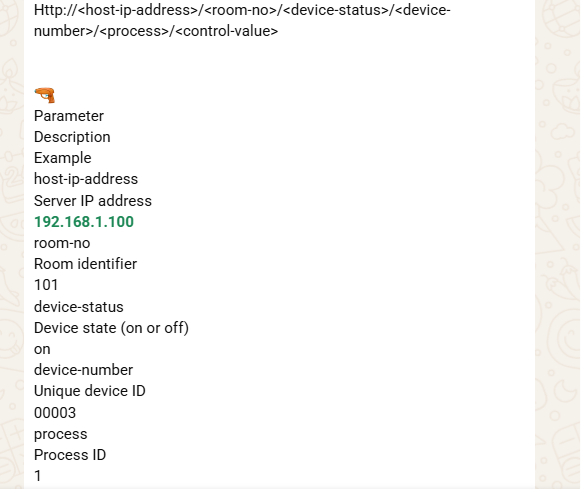 Http://<host-ip-address>/<room-no>/<device-status>/<device-
number>/<process>/<control-value>
Parameter
Description
Example
host-ip-address
Server IP address
192.168.1.100
room-no
Room identifier
101
device-status
Device state (on or off)
on
device-number
Unique device ID
00003
process
Process ID
1